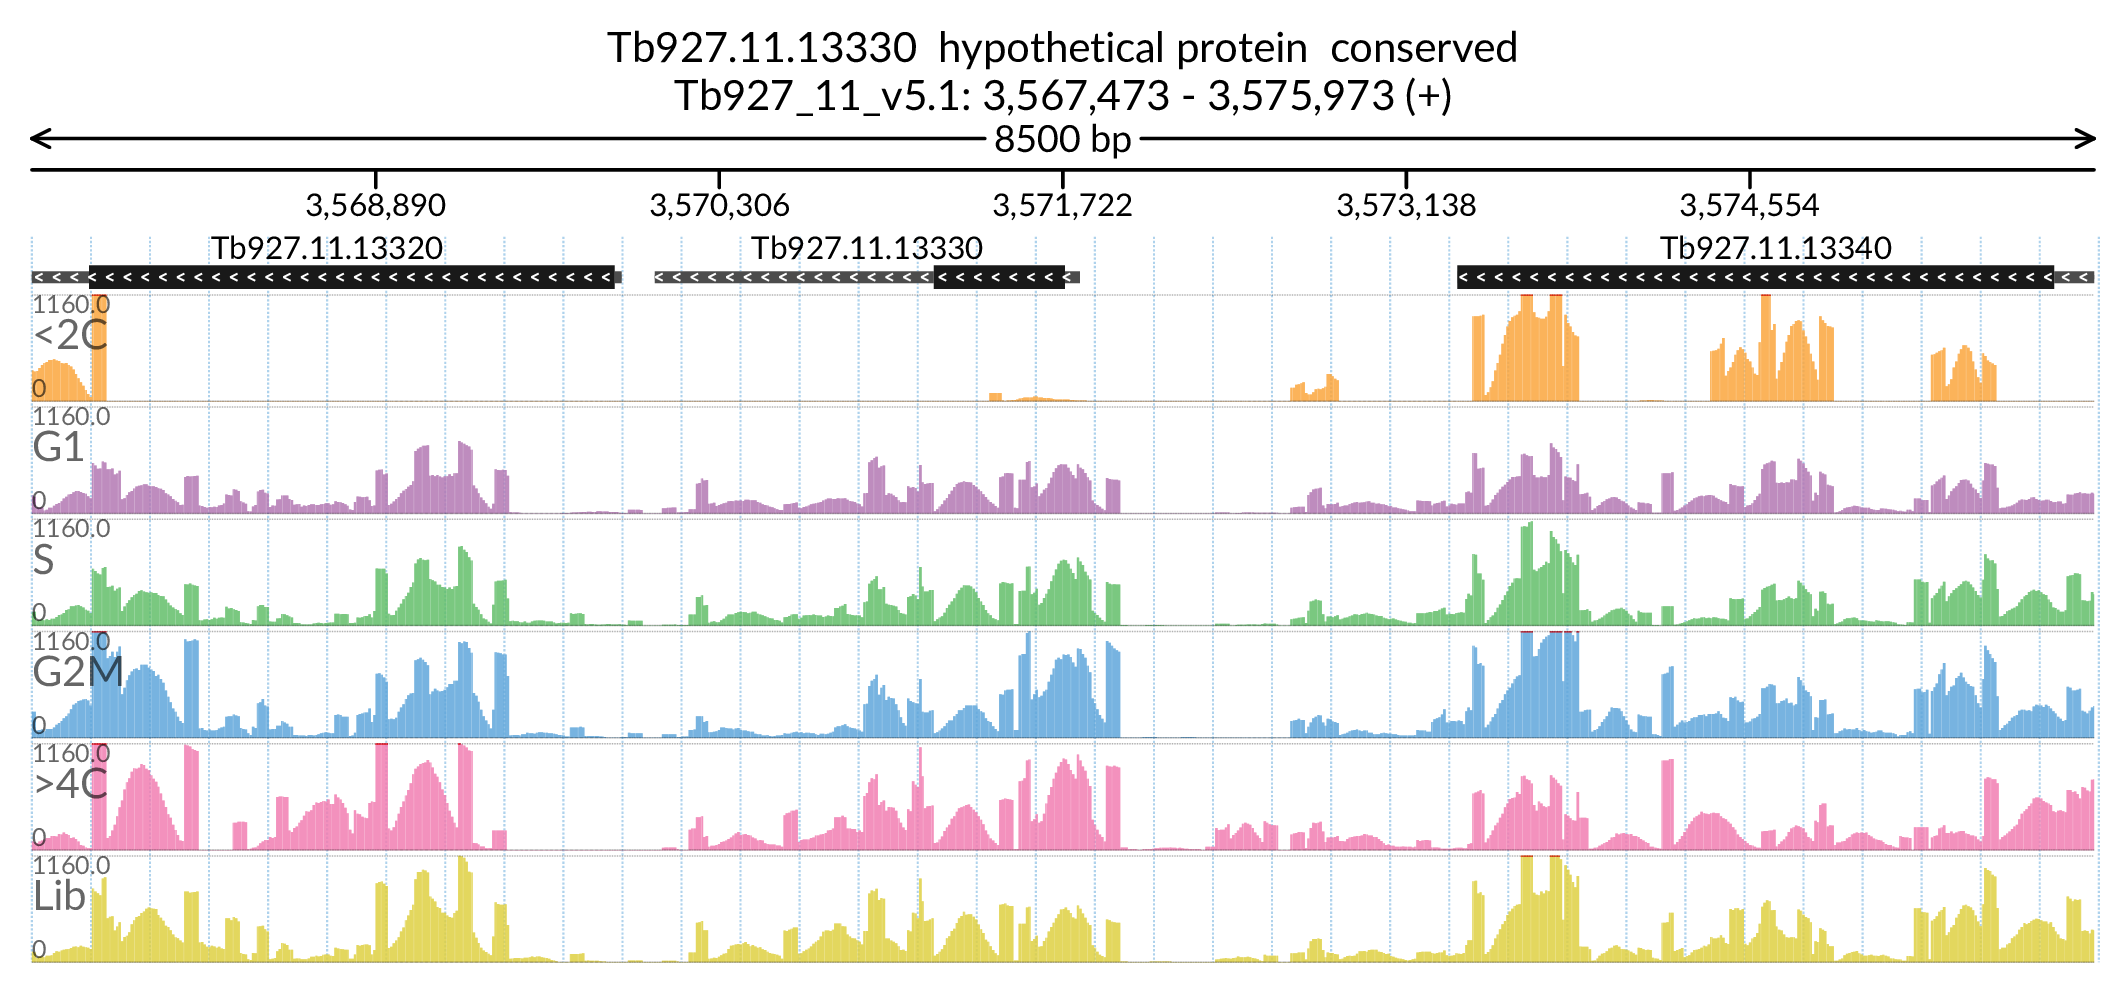 Tb927.11.13330 hypothetical protein conserved
Tb927_11_v5.1: 3,567,473 - 3,575,973 (+)
8500 bp
3,568,890 3,570,306 3,571,722 3,573,138 3,574,554
Tb927.11.13320 Tb927.11.13330 Tb927.11.13340
1160.0
<2C
0
1160.0
G1
0
1160.0
S
0
1160.0
G2M
0
1160.0
>4C
0
1160.0
Lib
0